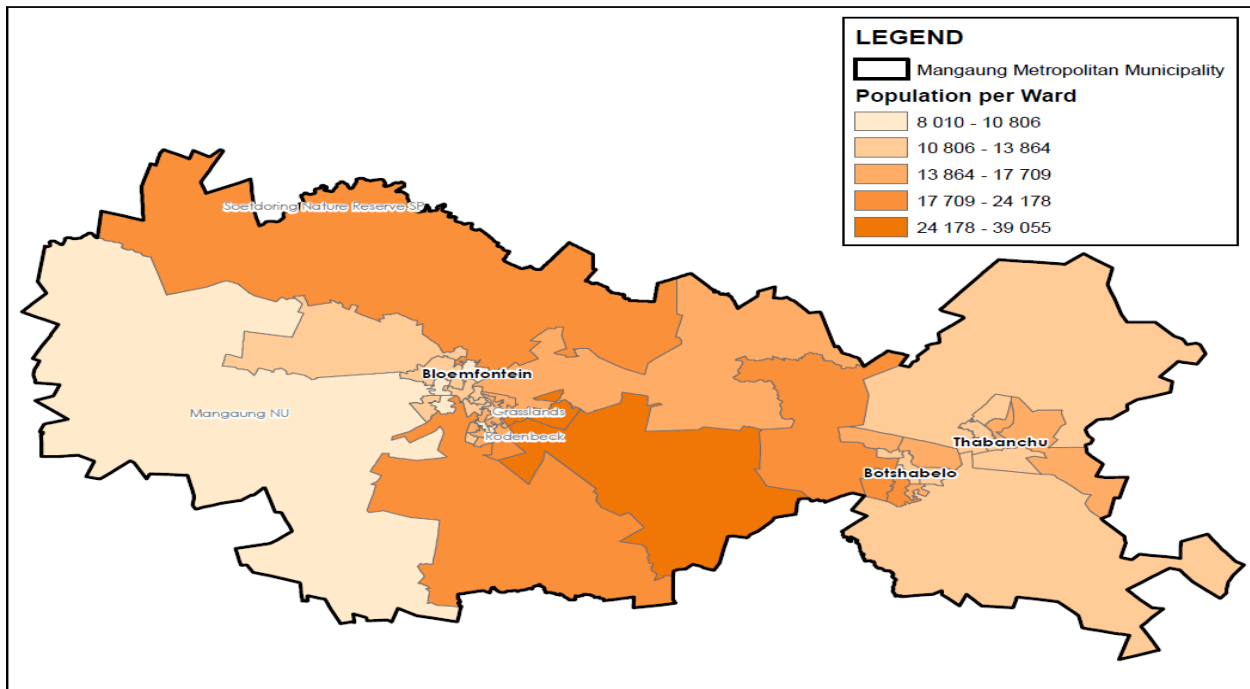 LEGEND
Mangaung Metropolitan Municipality
Population per Ward
8 010 - 10 806
10 806 - 13 864
13 864 - 17 709
17 709 - 24 178
24 178 - 39 055
Soetdoring Nature Reserve SP
Bloemfontein
Mangaung NU
Grasslands
Rodenbeck
Thabanchu
Botshabelo